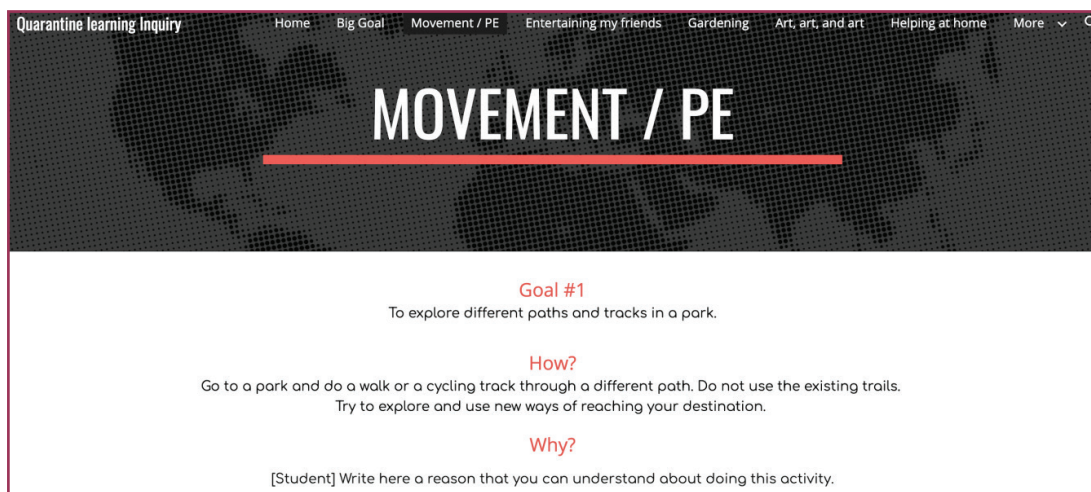 Quarantine learning Inquiry
Home Big Goal Movement / PE Entertaining my friends Gardening Art, art, and art Helping at home More
MOVEMENT / PE
Goal #1
To explore different paths and tracks in a park.
How?
Go to a park and do a walk or a cycling track through a different path. Do not use the existing trails.
Try to explore and use new ways of reaching your destination.
Why?
[Student] Write here a reason that you can understand about doing this activity.